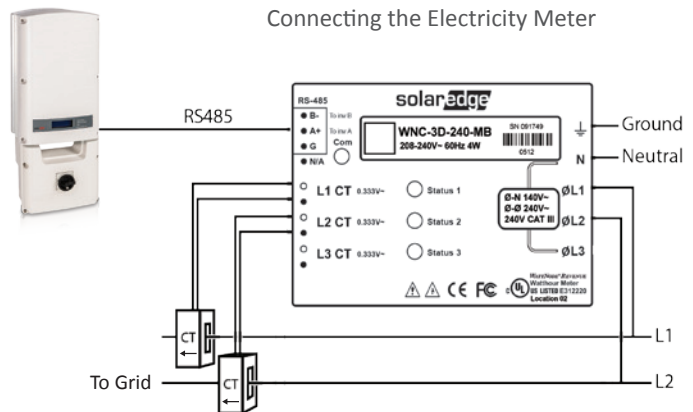 Connecting the Electricity Meter
RS485
RS-485
B- To inv B
A+ To inv A
G Com
N/A
solaredge
WNC-3D-240-MB
208-240V~ 60Hz 4W
SN 091749
0512
Ground
N Neutral
L1 CT 0.333V~ Status 1
L2 CT 0.333V~ Status 2
L3 CT 0.333V~ Status 3
Ø-N 140V~
Ø-Ø 240V~
240V CAT III
ØL1
ØL2
ØL3
CE FC c UL US LISTED E312220
WattNode® Revenue
Watthour Meter
Location 02
CT
L1
To Grid
CT
L2